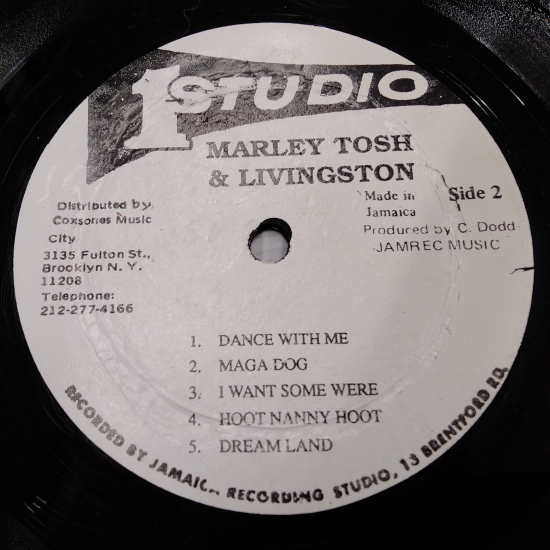 1 STUDIO
MARLEY TOSH
& LIVINGSTON
Distributed by
Coxsones Music
City
3135 Fulton St.,
Brooklyn N. Y.
11208
Telephone:
212-277-4166
Made in
Jamaica
Side 2
Produced by C. Dodd
JAMREC MUSIC
1. DANCE WITH ME
2. MAGA DOG
3. I WANT SOME WERE
4. HOOT NANNY HOOT
5. DREAM LAND
RECORDED BY JAMAICA RECORDING STUDIO, 13 BRENTFORD RD.